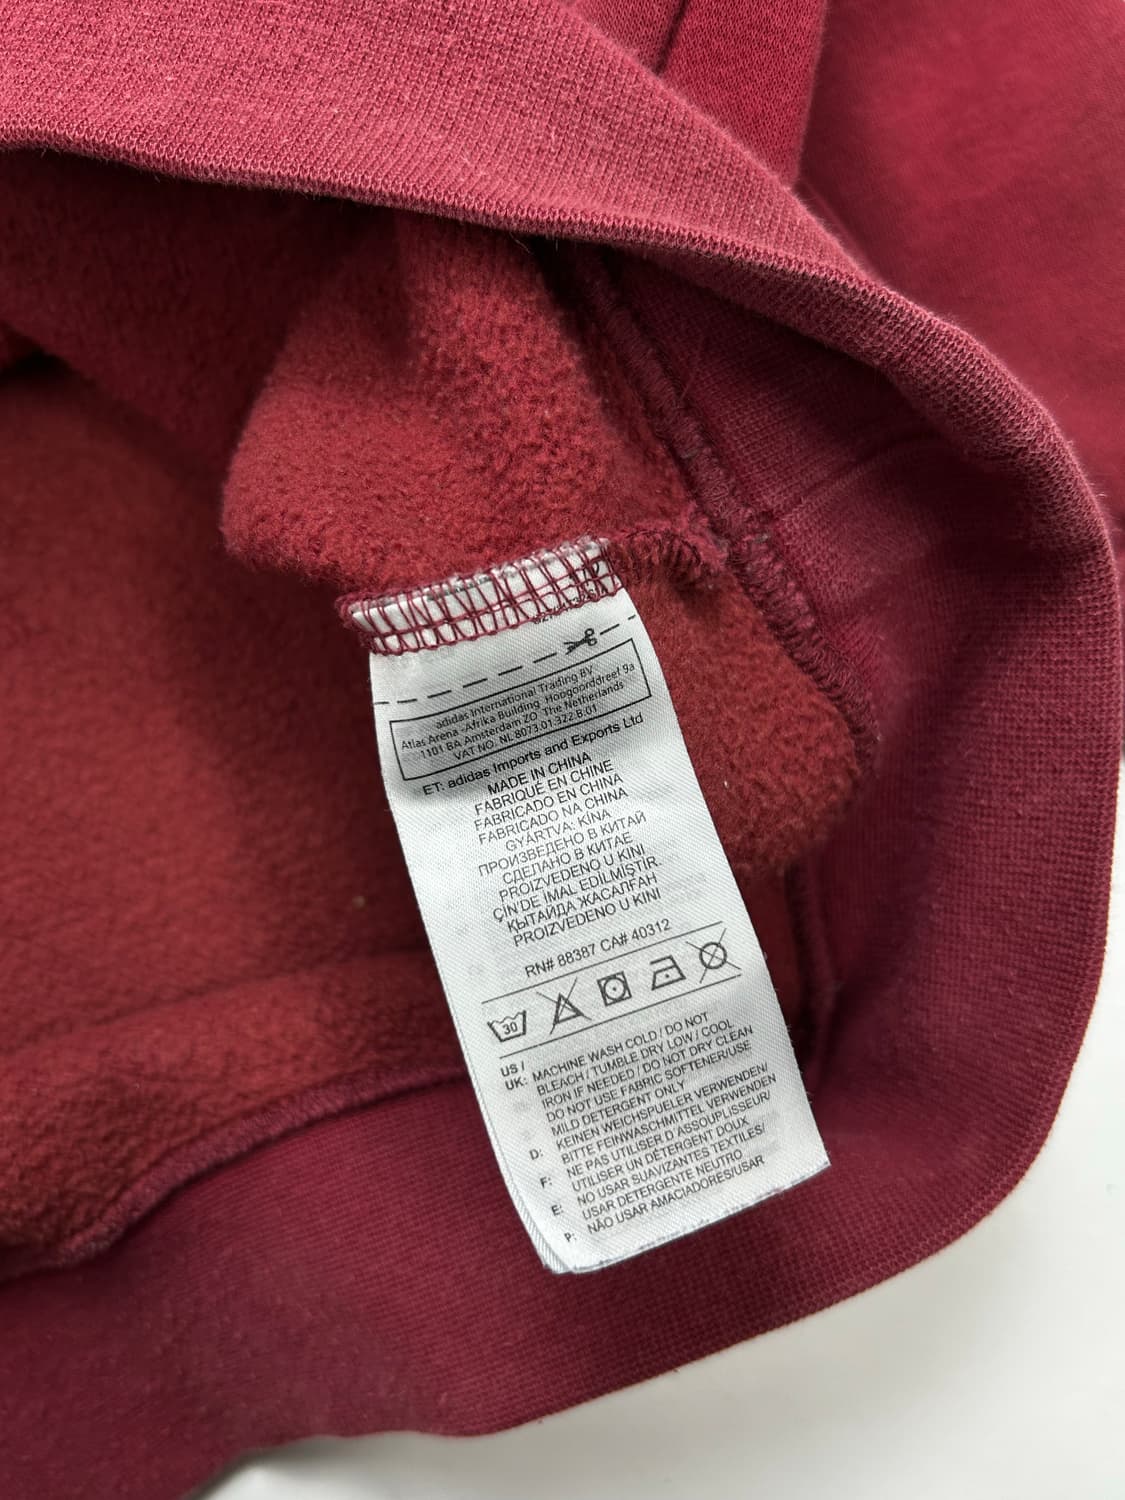 adidas International Trading BV
Atlas Arena -Afrika Building Hoogoorddreef 9a
1101 BA Amsterdam ZO The Netherlands
VAT NO. NL 8073.01.322.B.01
ET: adidas Imports and Exports Ltd
MADE IN CHINA
FABRIQUÉ EN CHINE
FABRICADO EN CHINA
FABRICADO NA CHINA
GYÁRTVA: KÍNA
ПРОИЗВЕДЕНО В КИТАЙ
СДЕЛАНО В КИТАЕ
PROIZVEDENO U KINI
ÇIN'DE İMAL EDİLMİŞTİR.
ҚЫТАЙДА ЖАСАЛҒАН
PROIZVEDENO U KINI
RN# 88387 CA# 40312
30
US /
UK: MACHINE WASH COLD / DO NOT
BLEACH / TUMBLE DRY LOW / COOL
IRON IF NEEDED / DO NOT DRY CLEAN
DO NOT USE FABRIC SOFTENER/USE
MILD DETERGENT ONLY
D: KEINEN WEICHSPUELER VERWENDEN/
BITTE FEINWASCHMITTEL VERWENDEN
F: NE PAS UTILISER D'ASSOUPLISSEUR/
UTILISER UN DÉTERGENT DOUX
E: NO USAR SUAVIZANTES TEXTILES/
USAR DETERGENTE NEUTRO
P: NÃO USAR AMACIADORES/USAR